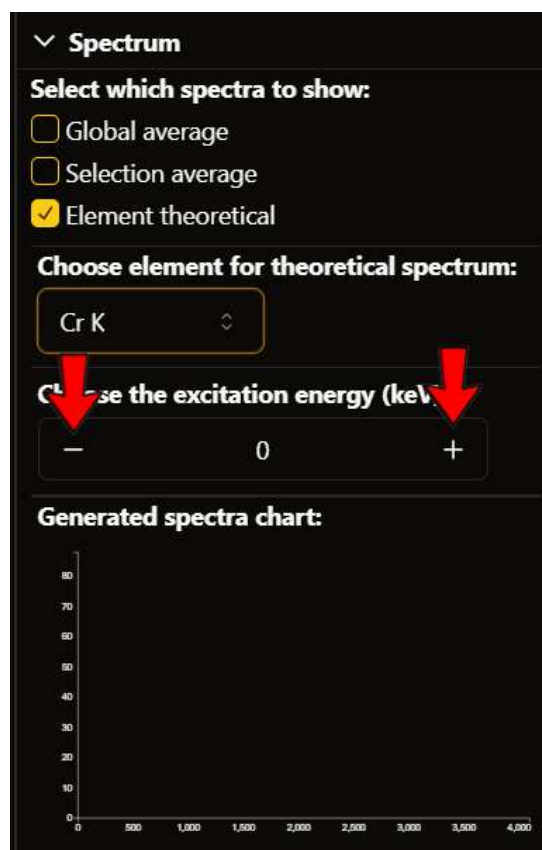 Spectrum
Select which spectra to show:
Global average
Selection average
Element theoretical
Choose element for theoretical spectrum:
Cr K
the excitation energy
− 0 +
Generated spectra chart:
80
70
60
50
40
30
20
10
0
0 500 1,000 1,500 2,000 2,500 3,000 3,500 4,000